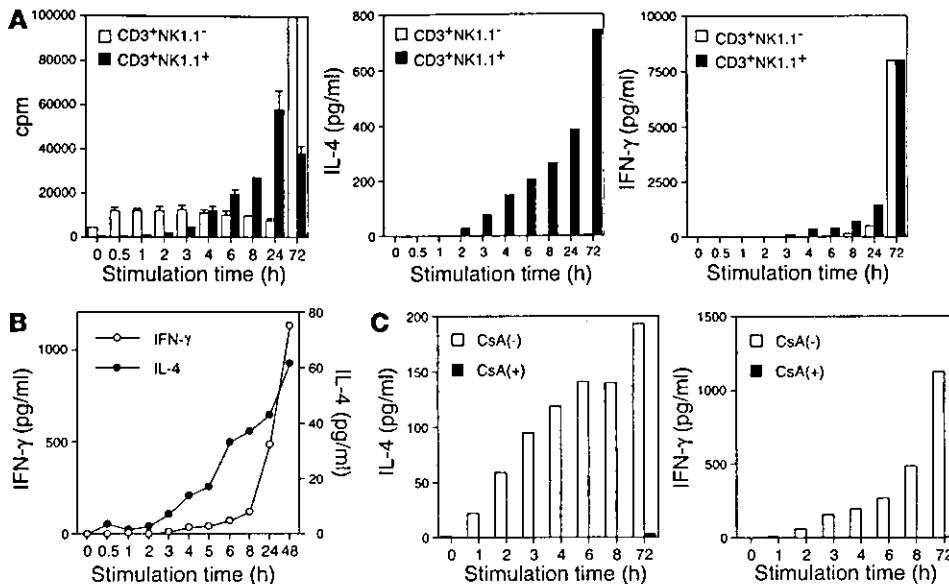 A
CD3⁺NK1.1⁻
CD3⁺NK1.1⁺
cpm
100000
80000
60000
40000
20000
0
0 0.5 1 2 3 4 6 8 24 72
Stimulation time (h)
CD3⁺NK1.1⁻
CD3⁺NK1.1⁺
IL-4 (pg/ml)
800
600
400
200
0
0 0.5 1 2 3 4 6 8 24 72
Stimulation time (h)
CD3⁺NK1.1⁻
CD3⁺NK1.1⁺
IFN-γ (pg/ml)
10000
7500
5000
2500
0
0 0.5 1 2 3 4 6 8 24 72
Stimulation time (h)
B
IFN-γ
IL-4
IFN-γ (pg/ml)
1000
500
0
IL-4 (pg/ml)
80
60
40
20
0
0 0.5 1 2 3 4 5 6 8 24 48
Stimulation time (h)
C
CsA(-)
CsA(+)
IL-4 (pg/ml)
200
150
100
50
0
0 1 2 3 4 6 8 72
Stimulation time (h)
CsA(-)
CsA(+)
IFN-γ (pg/ml)
1500
1000
500
0
0 1 2 3 4 6 8 72
Stimulation time (h)